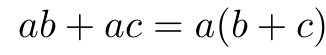 ab + ac = a(b + c)